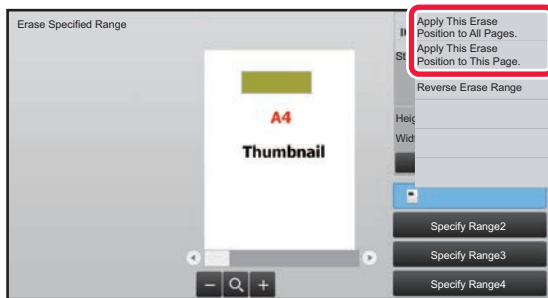 Erase Specified Range
Apply This Erase
Position to All Pages.
Apply This Erase
Position to This Page.
Reverse Erase Range
A4
Thumbnail
Specify Range2
Specify Range3
Specify Range4